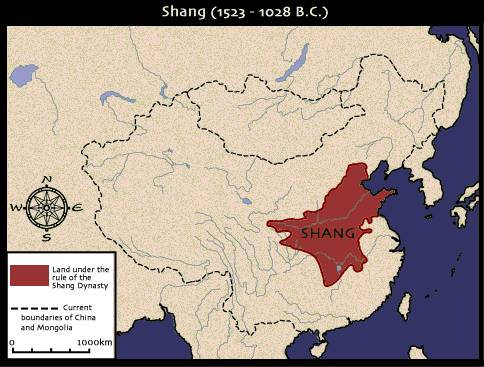 Shang (1523 - 1028 B.C.)
N
W E
S
SHANG
Land under the
rule of the
Shang Dynasty
Current
boundaries of China
and Mongolia
0 1000km